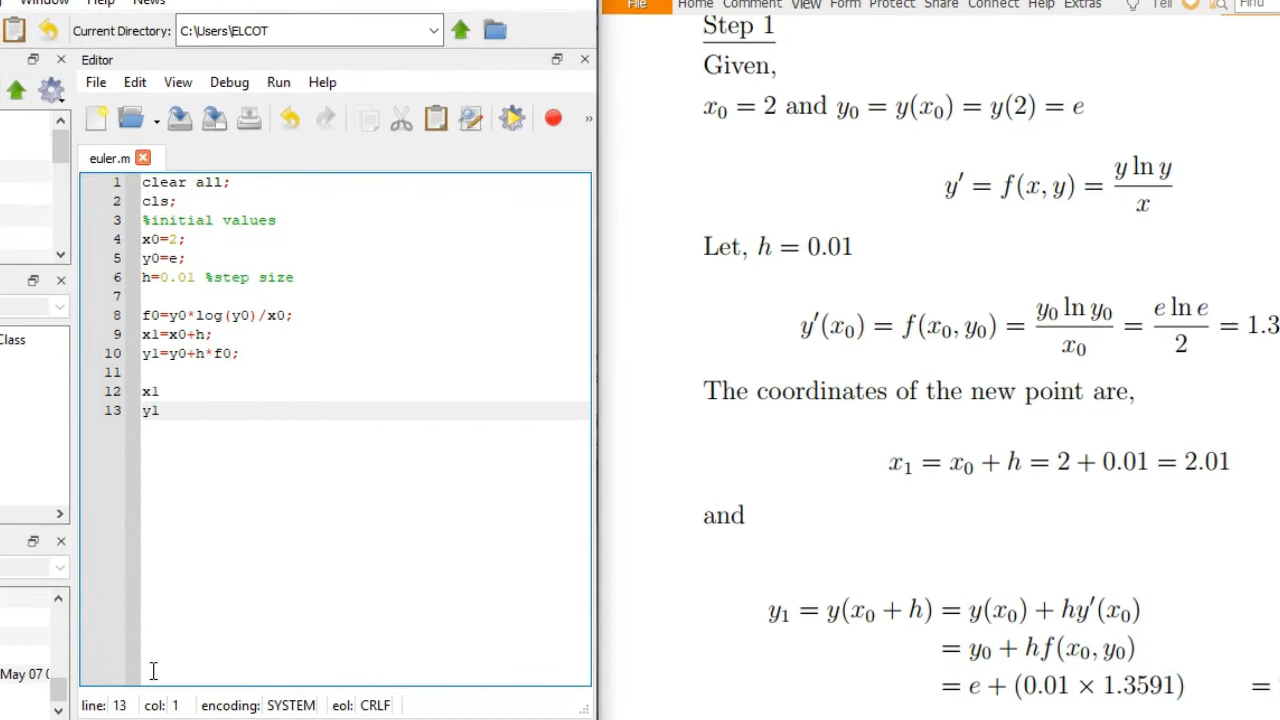 Window Help News
Current Directory: C:\Users\ELCOT
Editor
File Edit View Debug Run Help
»
euler.m
1 clear all;
2 cls;
3 %initial values
4 x0=2;
5 y0=e;
6 h=0.01 %step size
7
8 f0=y0*log(y0)/x0;
9 x1=x0+h;
10 y1=y0+h*f0;
11
12 x1
13 y1
Class
May 07
line: 13 col: 1 encoding: SYSTEM eol: CRLF
File Home Comment View Form Protect Share Connect Help Extras Tell Find
Step 1
Given,
x₀ = 2 and y₀ = y(x₀) = y(2) = e
y′ = f(x, y) = y ln y / x
Let, h = 0.01
y′(x₀) = f(x₀, y₀) = y₀ ln y₀ / x₀ = e ln e / 2 = 1.3
The coordinates of the new point are,
x₁ = x₀ + h = 2 + 0.01 = 2.01
and
y₁ = y(x₀ + h) = y(x₀) + hy′(x₀)
= y₀ + hf(x₀, y₀)
= e + (0.01 × 1.3591) =